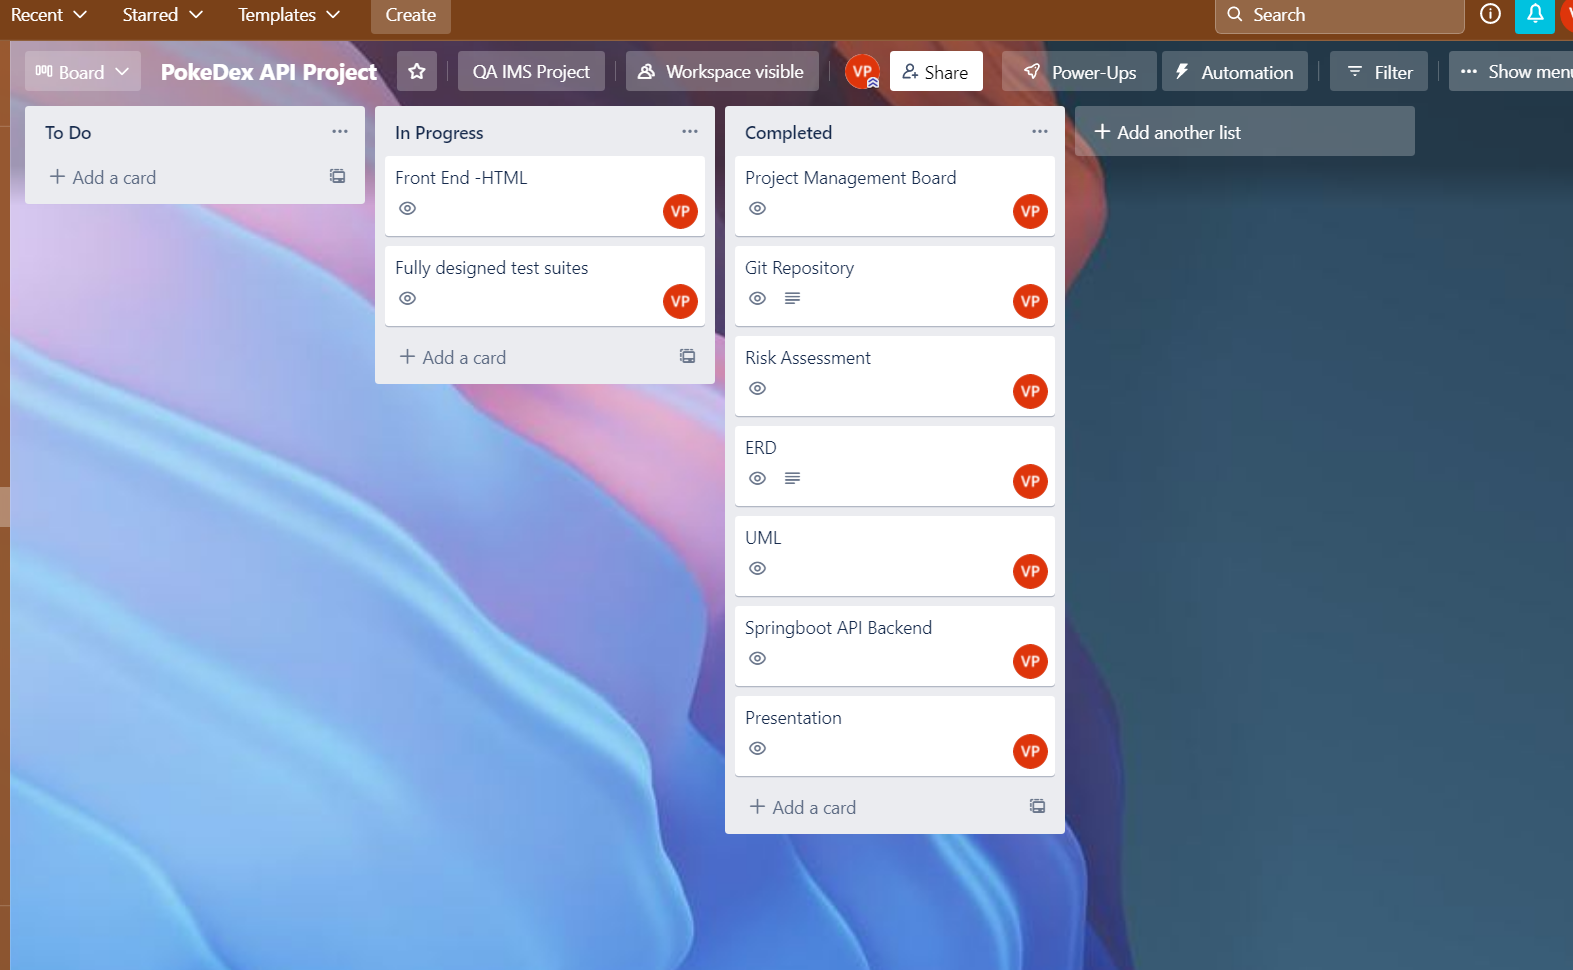 Recent Starred Templates Create Search
Board PokeDex API Project QA IMS Project Workspace visible VP Share Power-Ups Automation Filter Show menu
To Do
Add a card
In Progress
Front End -HTML
VP
Fully designed test suites
VP
Add a card
Completed
Project Management Board
VP
Git Repository
VP
Risk Assessment
VP
ERD
VP
UML
VP
Springboot API Backend
VP
Presentation
VP
Add a card
Add another list